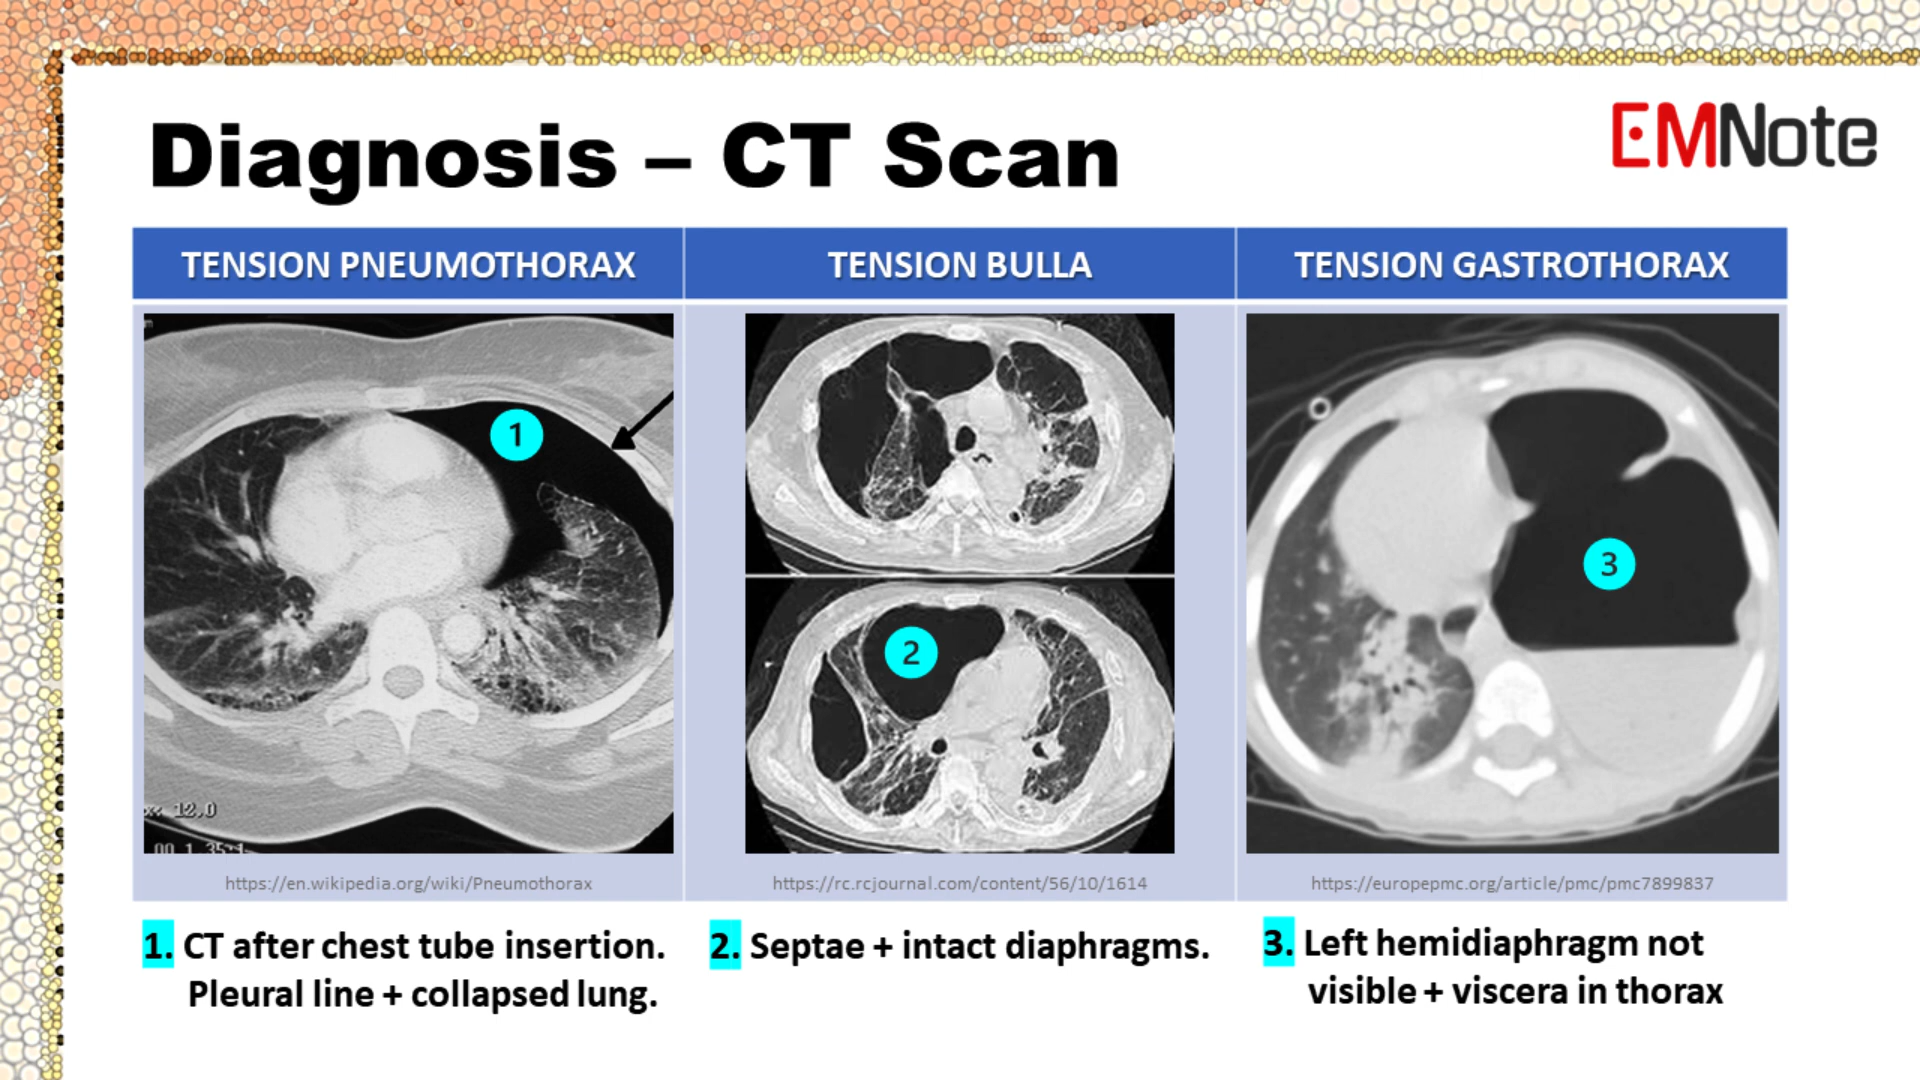 Diagnosis – CT Scan
EMNote
TENSION PNEUMOTHORAX
TENSION BULLA
TENSION GASTROTHORAX
1
2
3
12.0
https://en.wikipedia.org/wiki/Pneumothorax
https://rc.rcjournal.com/content/56/10/1614
https://europepmc.org/article/pmc/pmc7899837
1. CT after chest tube insertion.
Pleural line + collapsed lung.
2. Septae + intact diaphragms.
3. Left hemidiaphragm not
visible + viscera in thorax